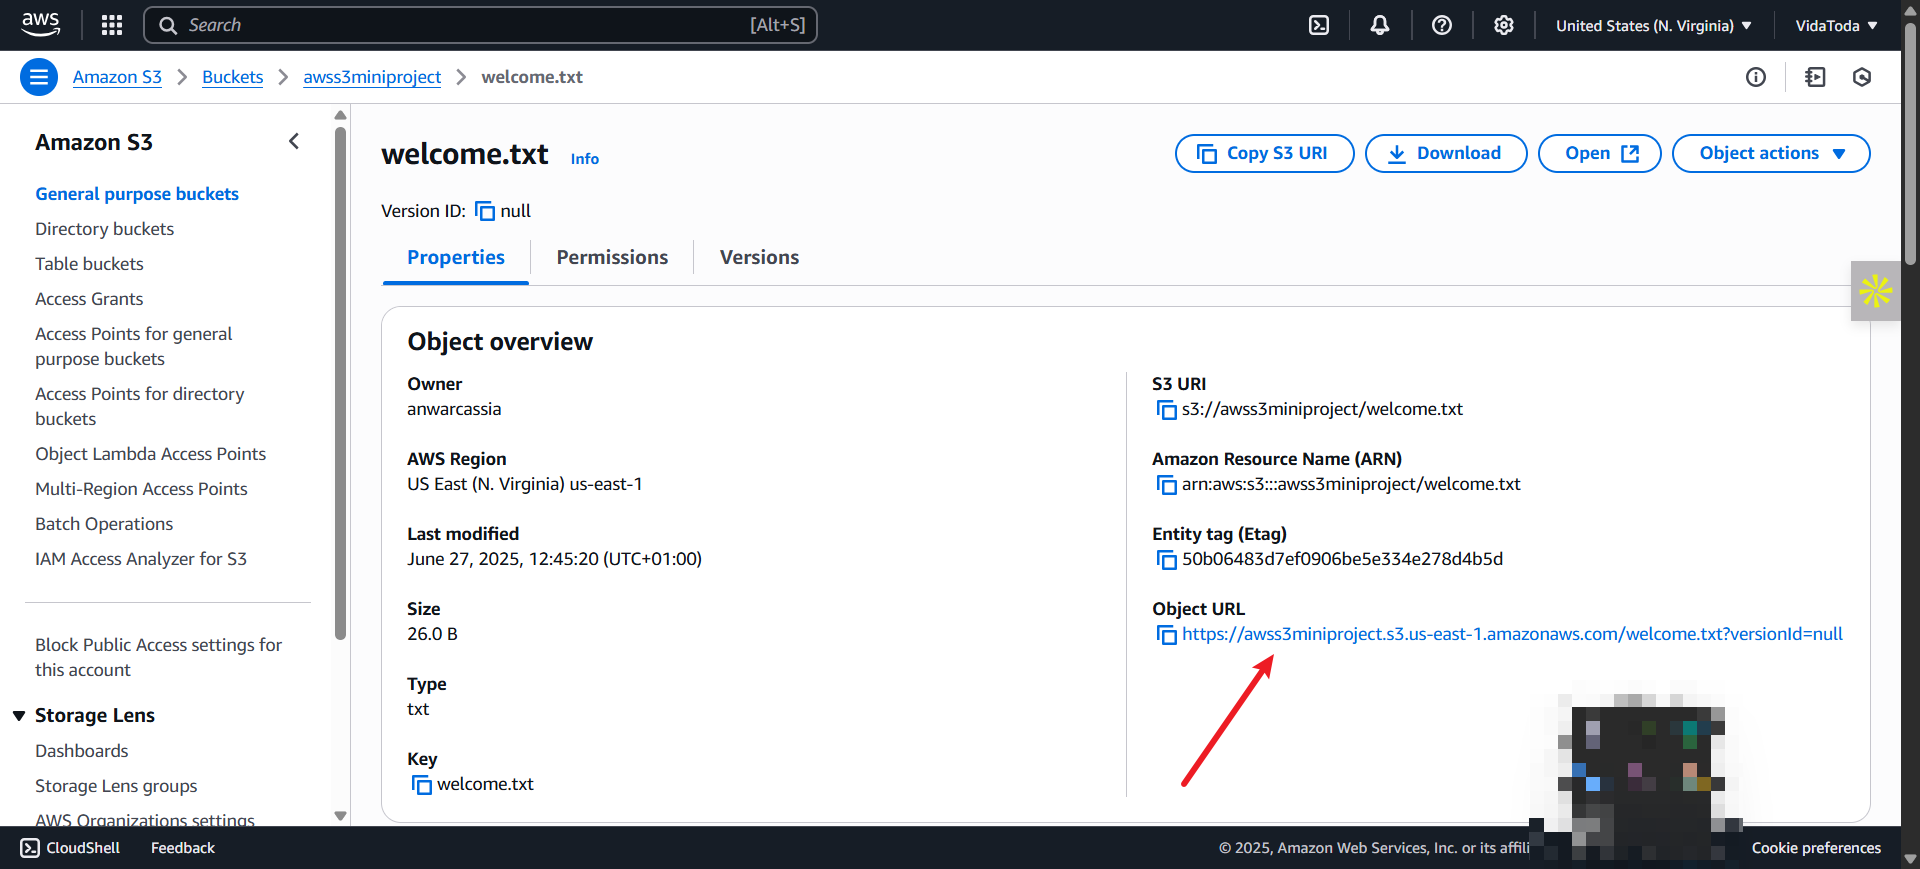 aws
Search
[Alt+S]
United States (N. Virginia)
VidaToda
Amazon S3
Buckets
awss3miniproject
welcome.txt
Amazon S3
General purpose buckets
Directory buckets
Table buckets
Access Grants
Access Points for general
purpose buckets
Access Points for directory
buckets
Object Lambda Access Points
Multi-Region Access Points
Batch Operations
IAM Access Analyzer for S3
Block Public Access settings for
this account
Storage Lens
Dashboards
Storage Lens groups
AWS Organizations settings
welcome.txt Info
Copy S3 URI
Download
Open
Object actions
Version ID: null
Properties
Permissions
Versions
Object overview
Owner
anwarcassia
AWS Region
US East (N. Virginia) us-east-1
Last modified
June 27, 2025, 12:45:20 (UTC+01:00)
Size
26.0 B
Type
txt
Key
welcome.txt
S3 URI
s3://awss3miniproject/welcome.txt
Amazon Resource Name (ARN)
arn:aws:s3:::awss3miniproject/welcome.txt
Entity tag (Etag)
50b06483d7ef0906be5e334e278d4b5d
Object URL
https://awss3miniproject.s3.us-east-1.amazonaws.com/welcome.txt?versionId=null
CloudShell
Feedback
© 2025, Amazon Web Services, Inc. or its affili
Cookie preferences